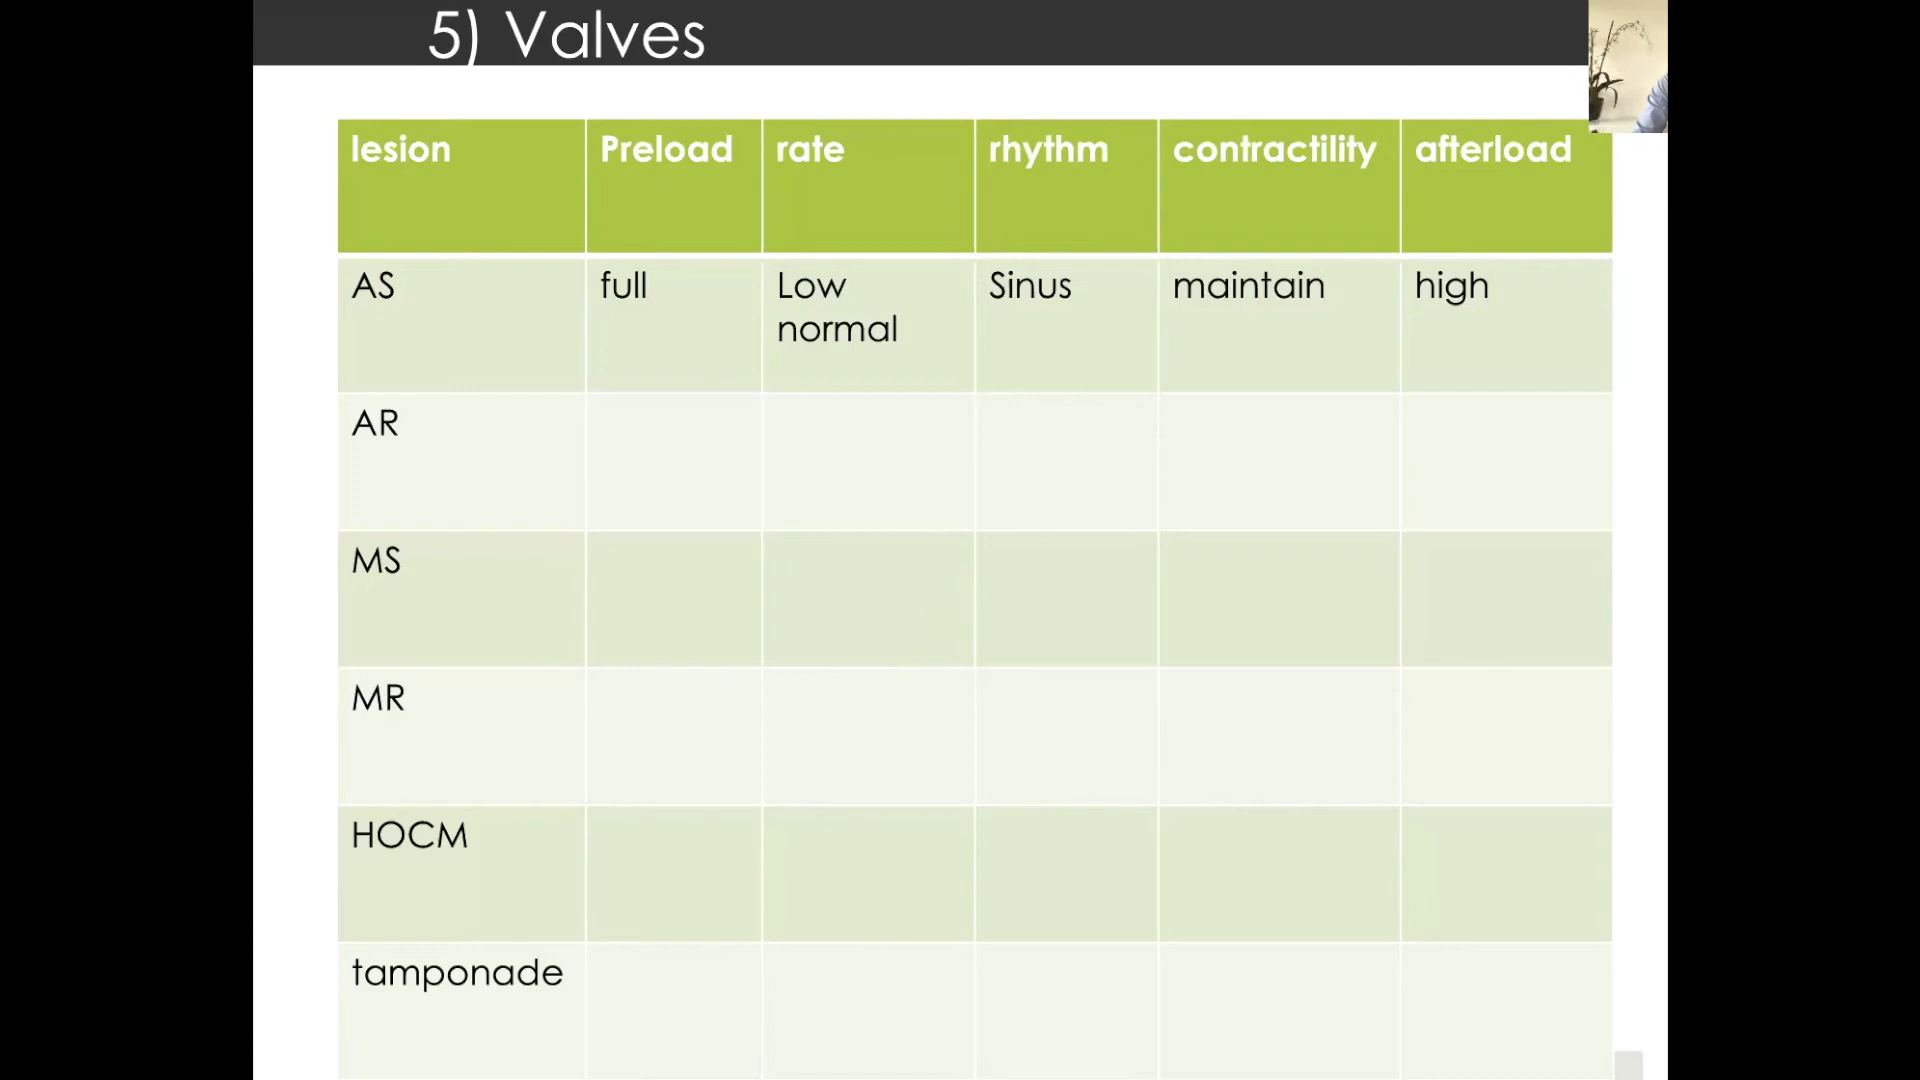 5) Valves
lesion Preload rate rhythm contractility afterload
AS full Low normal Sinus maintain high
AR
MS
MR
HOCM
tamponade